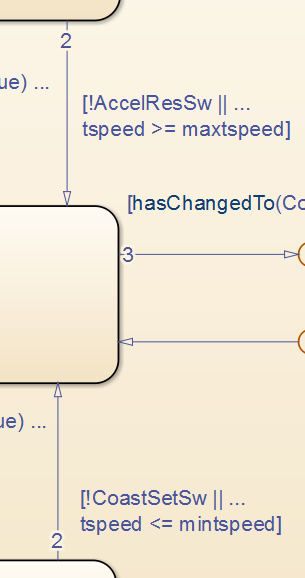 2
ue) ...
[!AccelResSw || ...
tspeed >= maxtspeed]
[hasChangedTo(Co
3
ue) ...
[!CoastSetSw || ...
tspeed <= mintspeed]
2